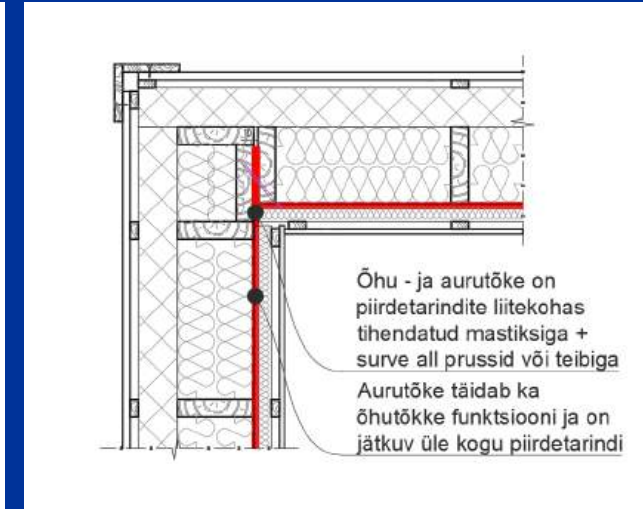 Õhu - ja aurutõke on
piirdetarindite liitekohas
tihendatud mastiksiga +
surve all prussid või teibiga
Aurutõke täidab ka
õhutõkke funktsiooni ja on
jätkuv üle kogu piirdetarindi